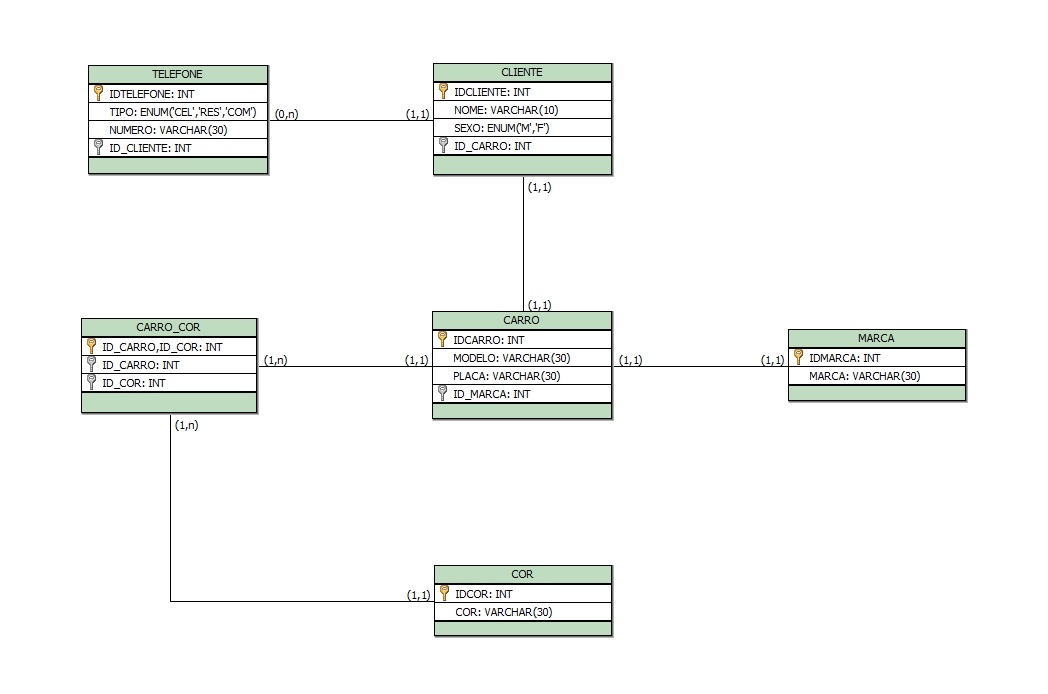 TELEFONE
IDTELEFONE: INT
TIPO: ENUM('CEL','RES','COM')
NUMERO: VARCHAR(30)
ID_CLIENTE: INT
(0,n)
(1,1)
CLIENTE
IDCLIENTE: INT
NOME: VARCHAR(10)
SEXO: ENUM('M','F')
ID_CARRO: INT
(1,1)
(1,1)
CARRO_COR
ID_CARRO,ID_COR: INT
ID_CARRO: INT
ID_COR: INT
(1,n)
(1,1)
CARRO
IDCARRO: INT
MODELO: VARCHAR(30)
PLACA: VARCHAR(30)
ID_MARCA: INT
(1,1)
(1,1)
MARCA
IDMARCA: INT
MARCA: VARCHAR(30)
(1,n)
(1,1)
COR
IDCOR: INT
COR: VARCHAR(30)